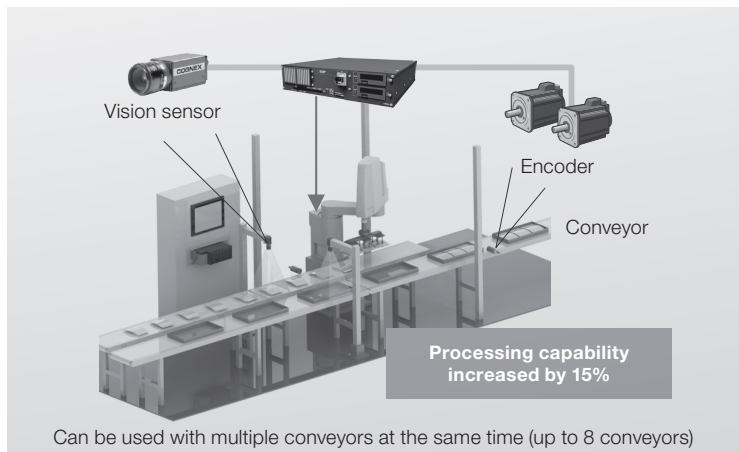 COGNEX
Vision sensor
Encoder
Conveyor
Processing capability
increased by 15%
Can be used with multiple conveyors at the same time (up to 8 conveyors)